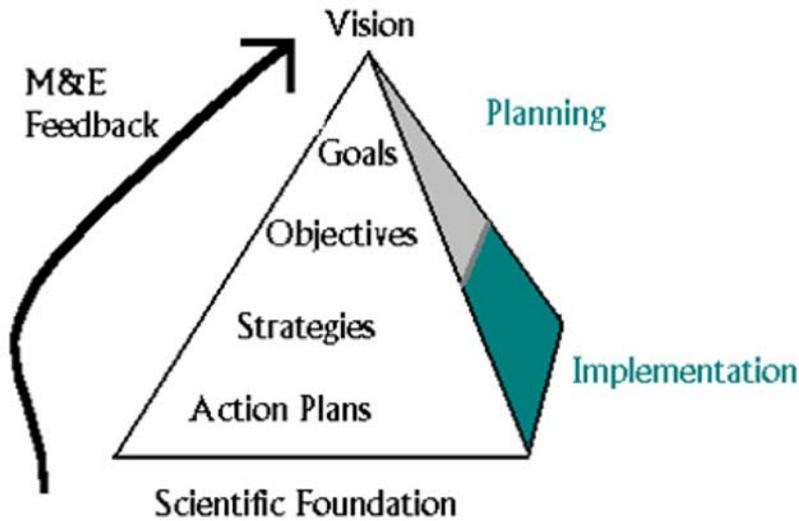 Vision
M&E
Feedback
Planning
Goals
Objectives
Strategies
Implementation
Action Plans
Scientific Foundation